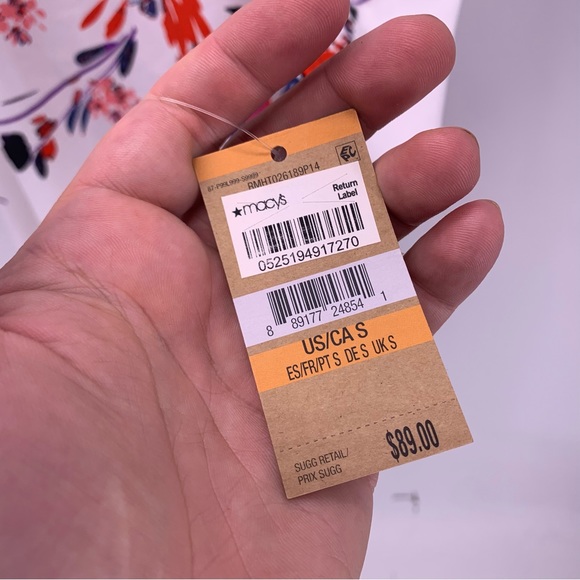 RMHT026189P14
★macy's
Return
Label
0525194917270
8 89177 24854 1
US/CA S
ES/FR/PT S DE S UK S
$89.00
SUGG RETAIL/
PRIX SUGG